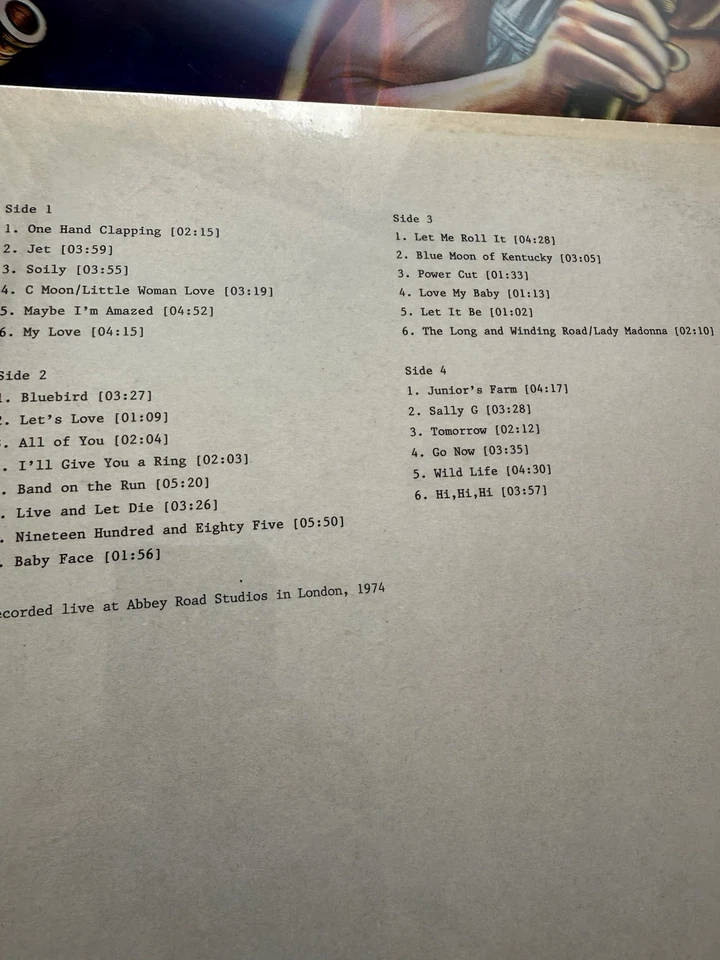 Side 1
1. One Hand Clapping [02:15]
2. Jet [03:59]
3. Soily [03:55]
4. C Moon/Little Woman Love [03:19]
5. Maybe I'm Amazed [04:52]
6. My Love [04:15]
Side 2
1. Bluebird [03:27]
2. Let's Love [01:09]
. All of You [02:04]
. I'll Give You a Ring [02:03]
. Band on the Run [05:20]
. Live and Let Die [03:26]
. Nineteen Hundred and Eighty Five [05:50]
. Baby Face [01:56]
ecorded live at Abbey Road Studios in London, 1974
Side 3
1. Let Me Roll It [04:28]
2. Blue Moon of Kentucky [03:05]
3. Power Cut [01:33]
4. Love My Baby [01:13]
5. Let It Be [01:02]
6. The Long and Winding Road/Lady Madonna [02:10]
Side 4
1. Junior's Farm [04:17]
2. Sally G [03:28]
3. Tomorrow [02:12]
4. Go Now [03:35]
5. Wild Life [04:30]
6. Hi,Hi,Hi [03:57]